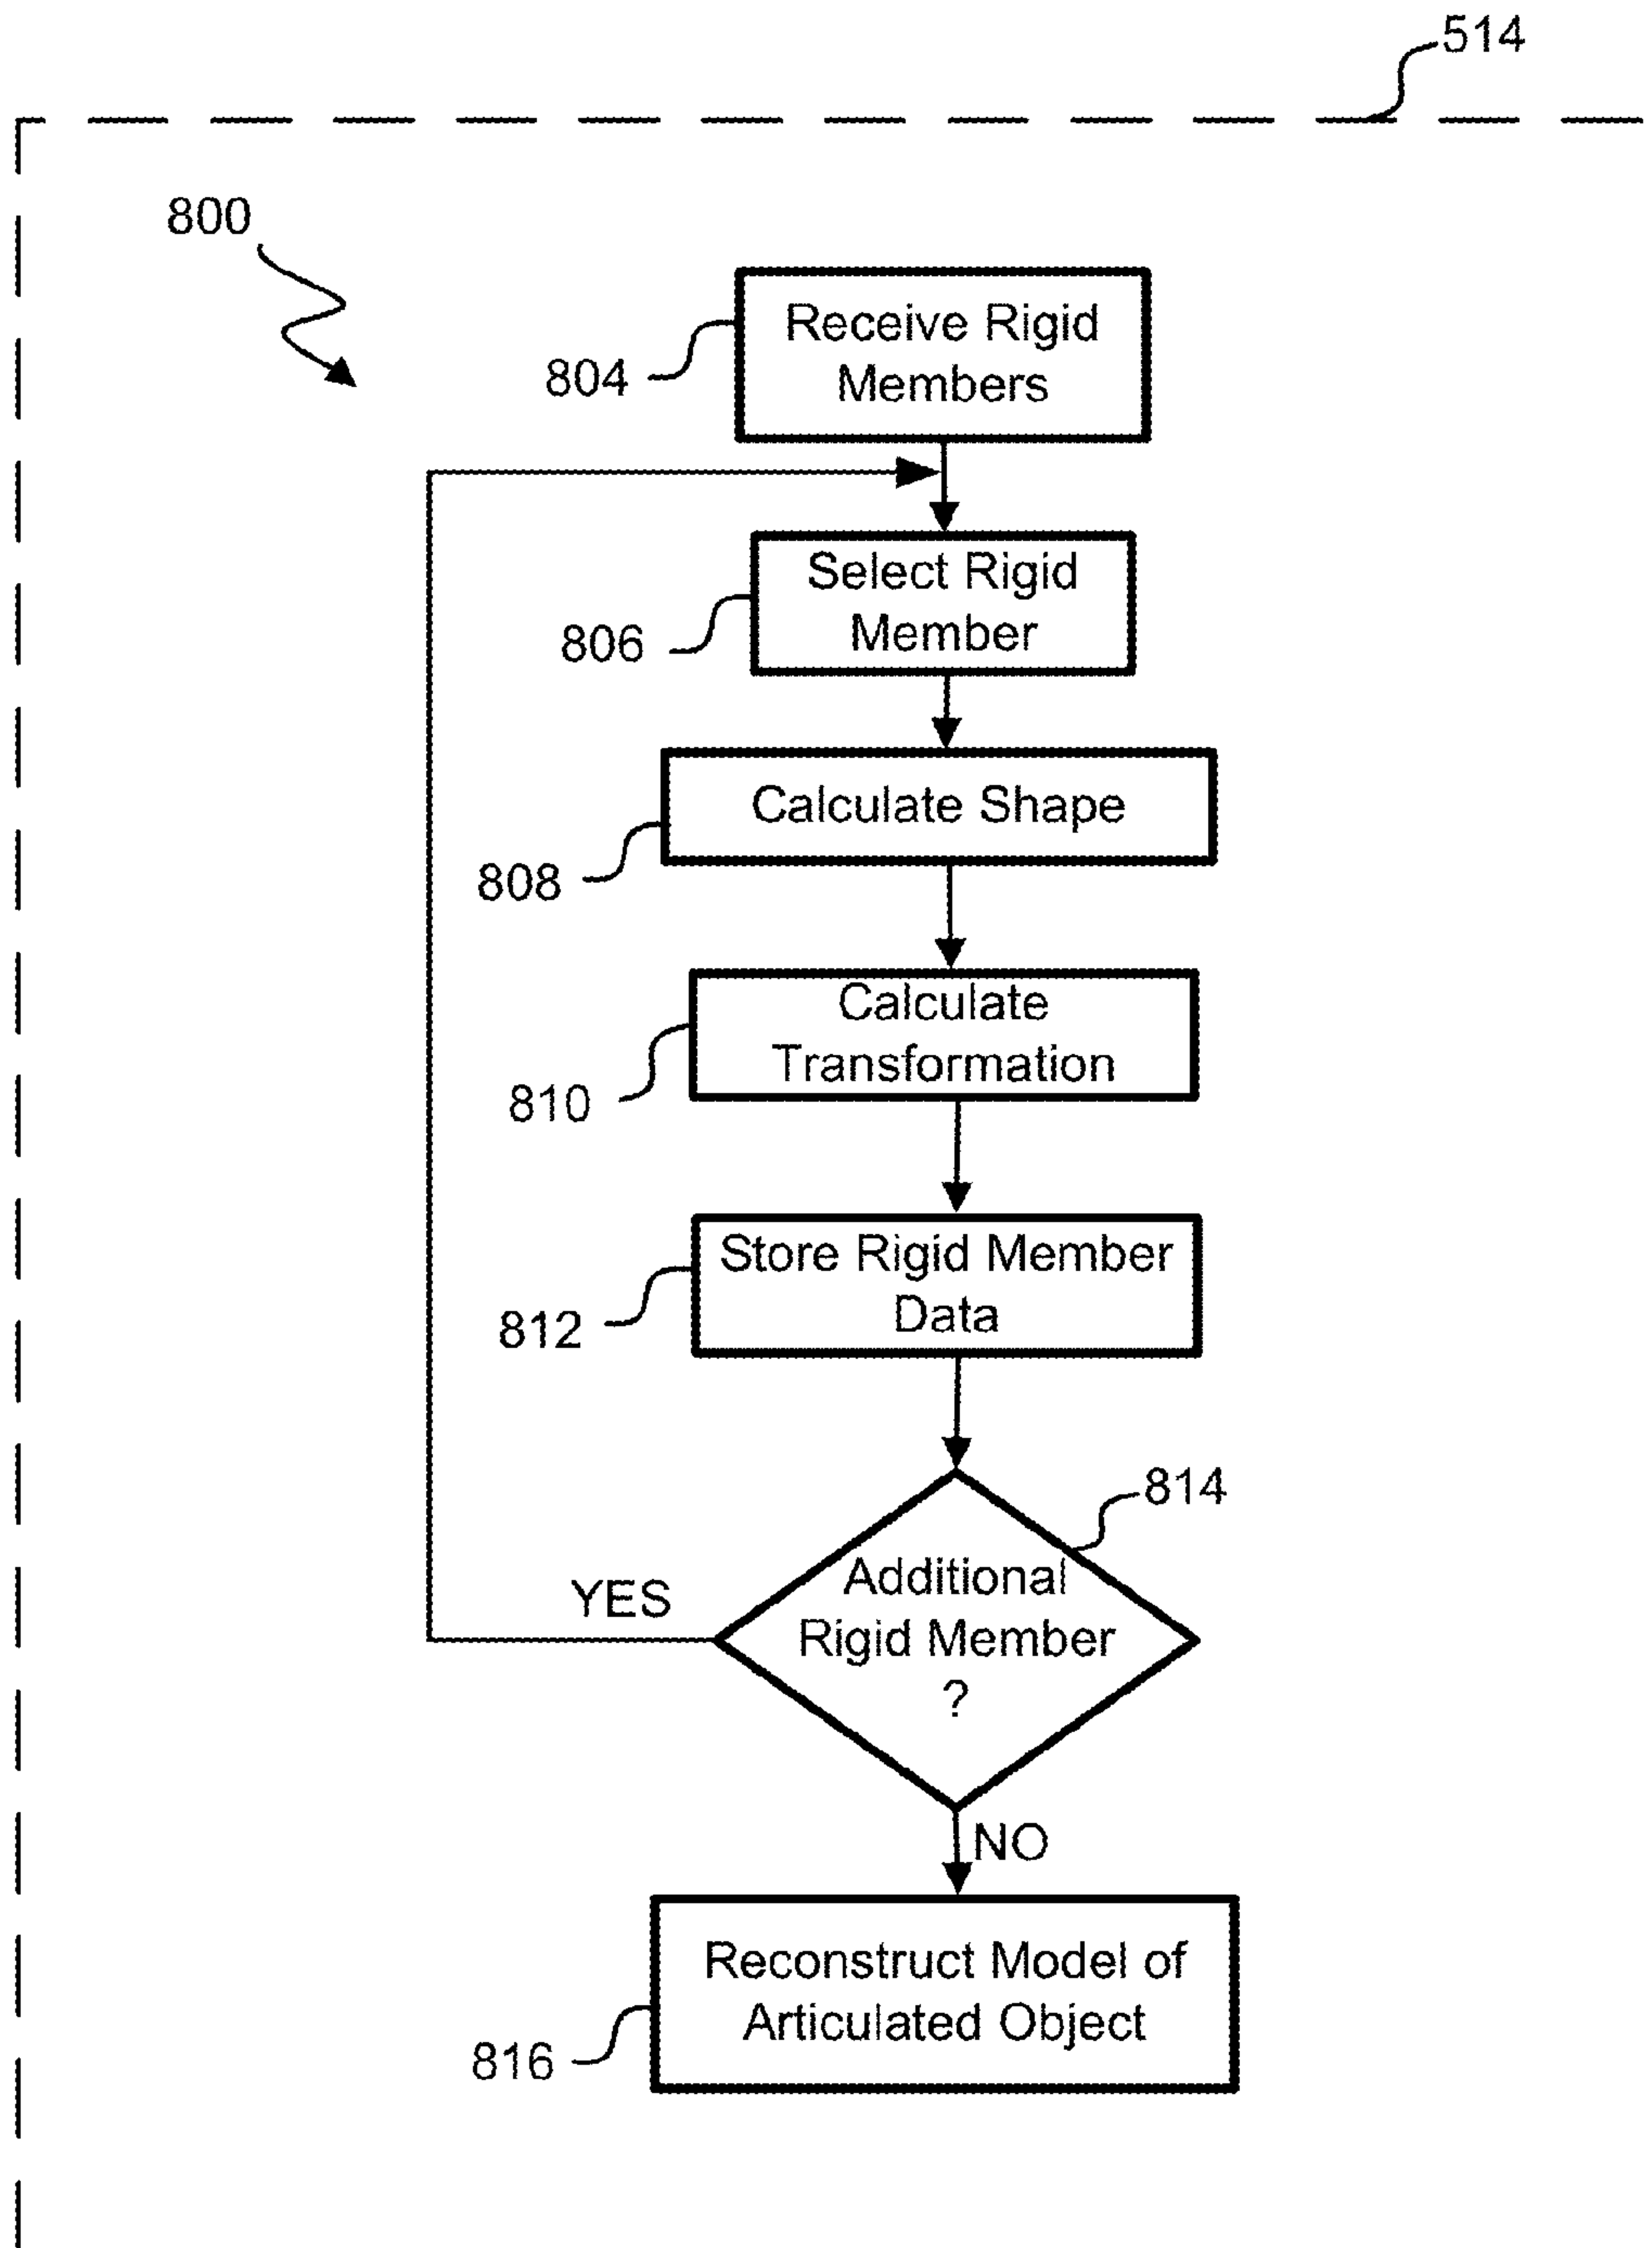 514
800
Receive Rigid
Members
804
Select Rigid
Member
806
Calculate Shape
808
Calculate
Transformation
810
Store Rigid Member
Data
812
814
Additional
Rigid Member
?
YES
NO
Reconstruct Model of
Articulated Object
816